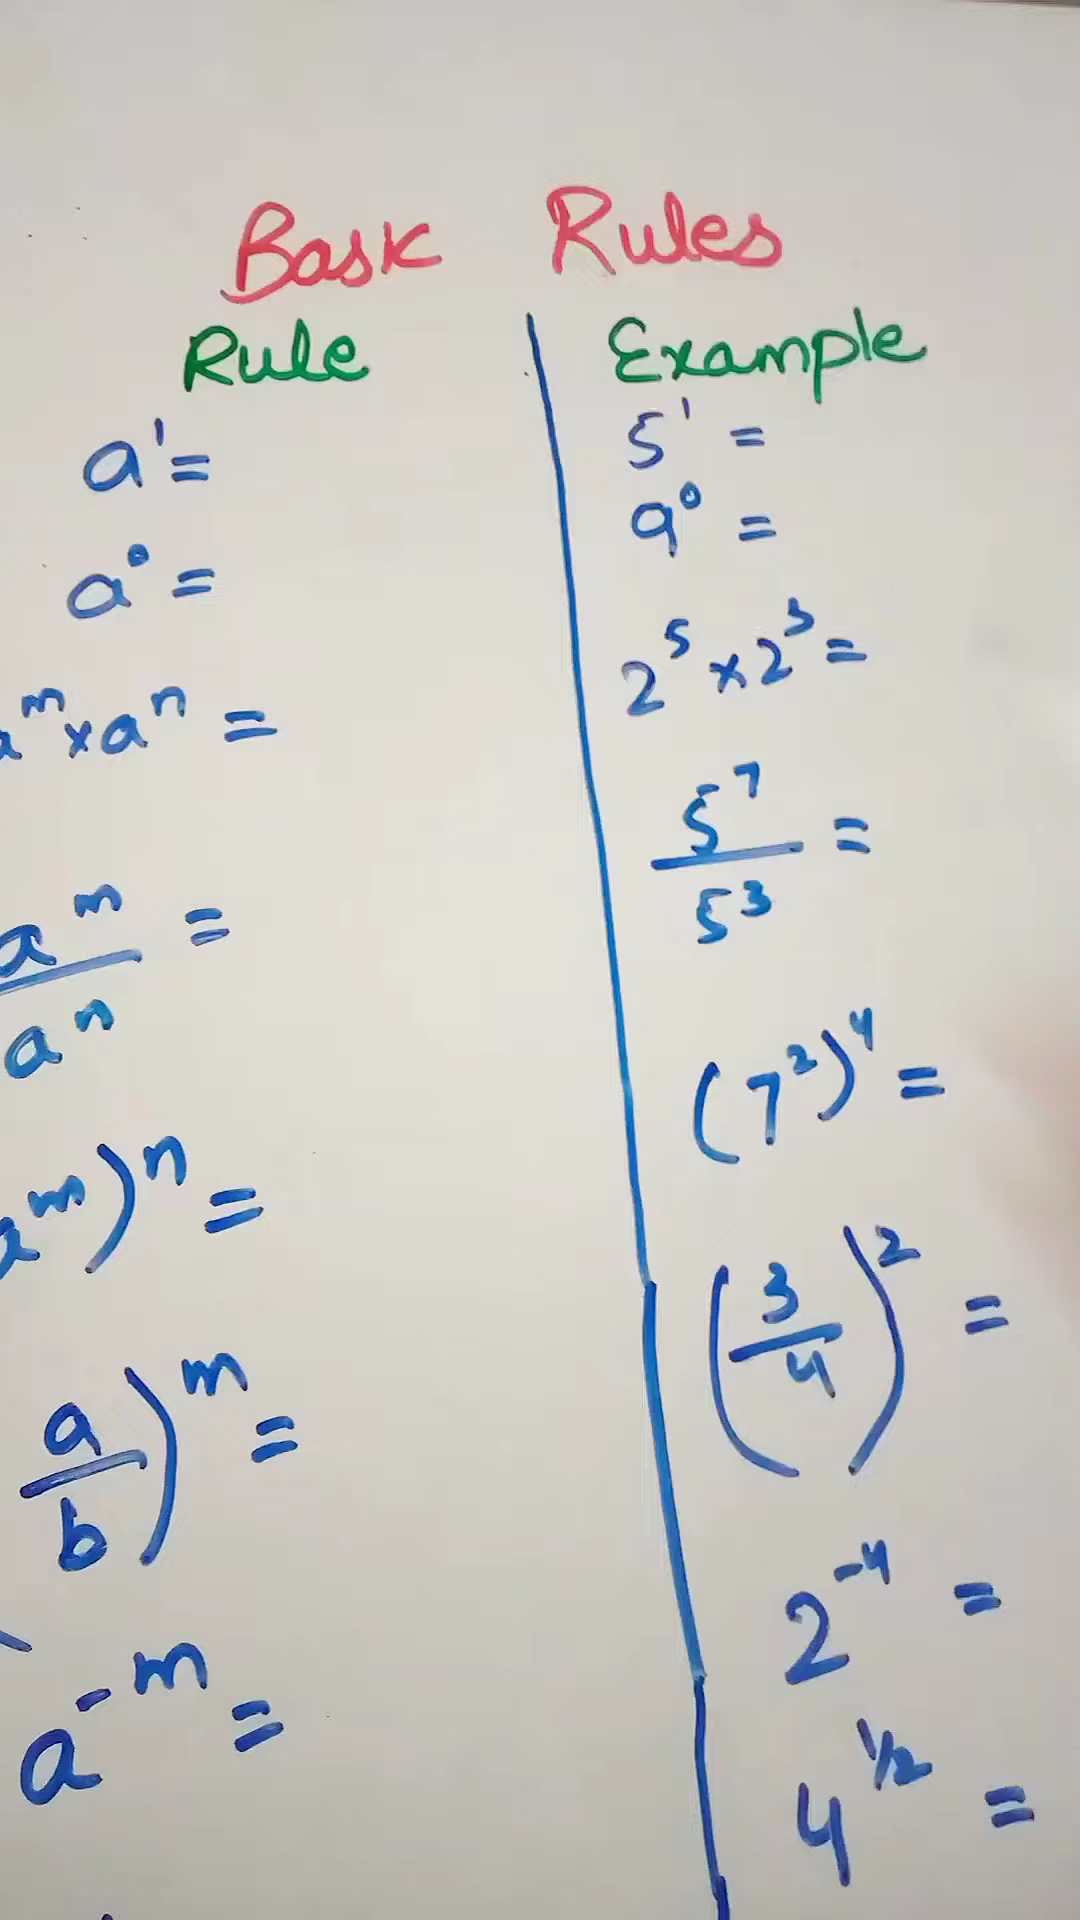 Basic Rules
Rule Example
a¹ = 5¹ =
a⁰ = 9⁰ =
aᵐ × aⁿ = 2⁵ × 2³ =
aᵐ/aⁿ = 5⁷/5³ =
aᵐ)ⁿ = (7²)⁴ =
a/b)ᵐ = (3/4)² =
a⁻ᵐ = 2⁻⁴ =
4^1/2 =